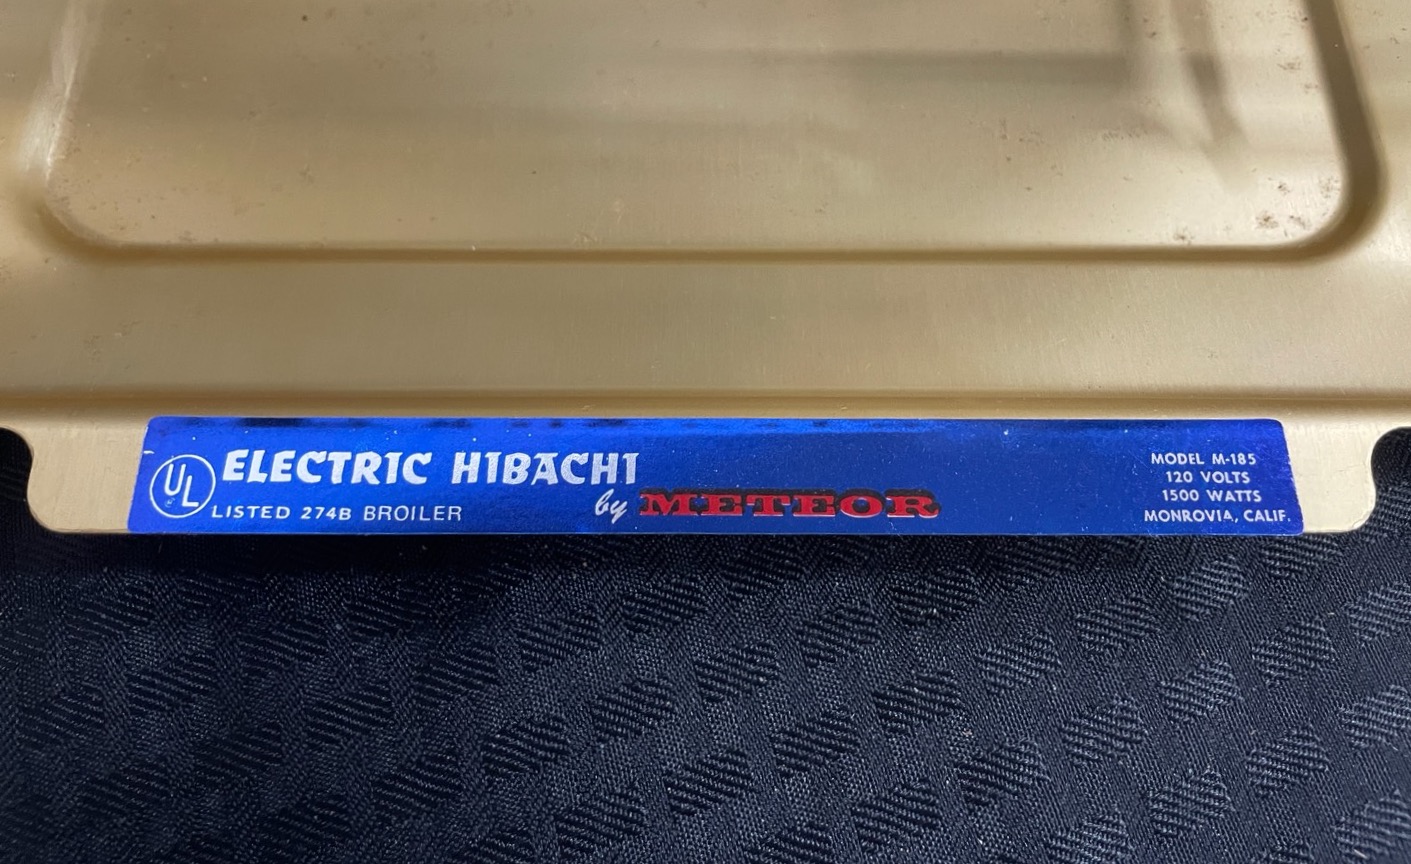 UL
ELECTRIC HIBACHI
LISTED 274B BROILER
by METEOR
MODEL M-185
120 VOLTS
1500 WATTS
MONROVIA, CALIF.